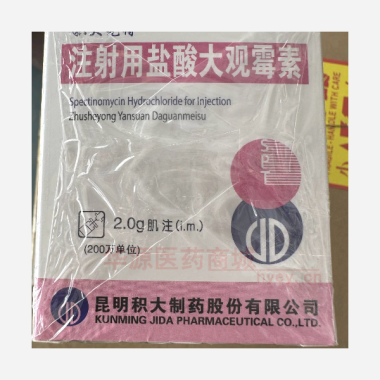 注射用盐酸大观霉素
Spectinomycin Hydrochloride for Injection
Zhusheyong Yansuan Daguanmeisu
2.0g 肌注(i.m.)
(200万单位)
昆明积大制药股份有限公司
KUNMING JIDA PHARMACEUTICAL CO.,LTD.